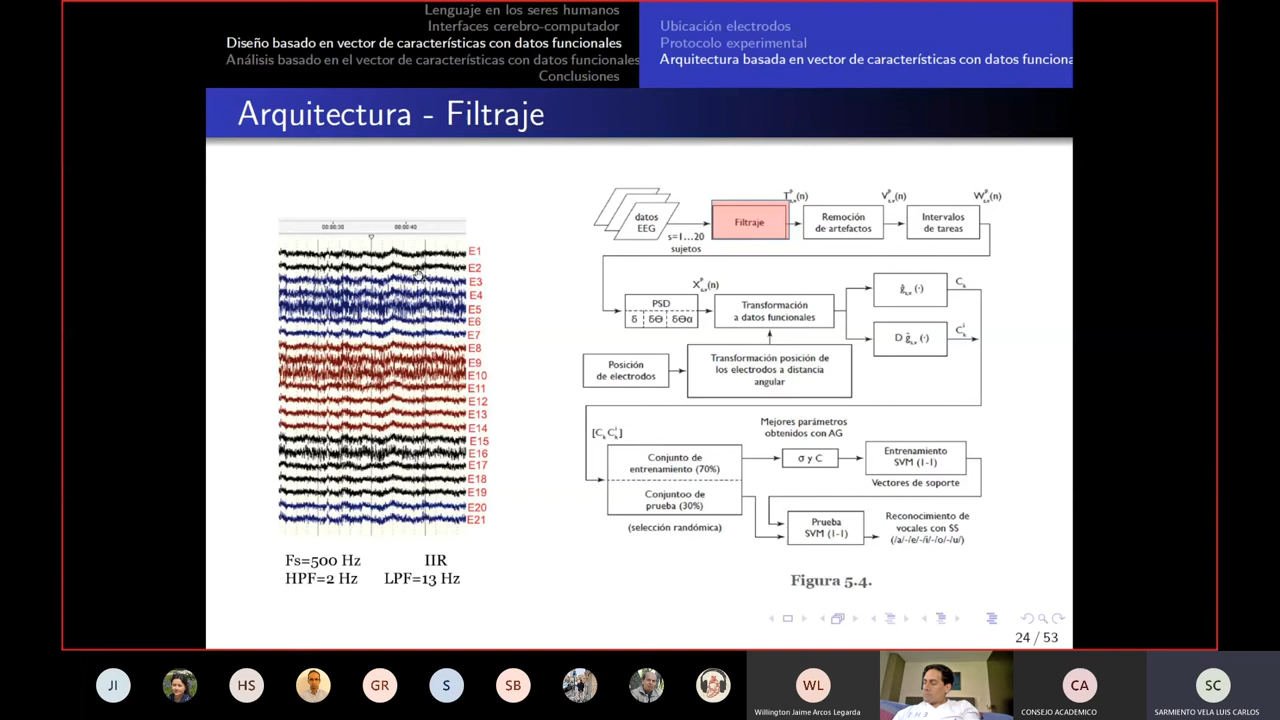 Lenguaje en los seres humanos
Interfaces cerebro-computador
Diseño basado en vector de características con datos funcionales
Análisis basado en el vector de características con datos funcionales
Conclusiones
Ubicación electrodos
Protocolo experimental
Arquitectura basada en vector de características con datos funciona
Arquitectura - Filtraje
00:00:30 00:00:40
E1
E2
E3
E4
E5
E6
E7
E8
E9
E10
E11
E12
E13
E14
E15
E16
E17
E18
E19
E20
E21
Fs=500 Hz IIR
HPF=2 Hz LPF=13 Hz
datos
EEG
s=1...20
sujetos
Filtraje
Remoción
de artefactos
Intervalos
de tareas
PSD
δ δΘ δΘα
Transformación
a datos funcionales
Posición
de electrodos
Transformación posición de
los electrodos a distancia
angular
Mejores parámetros
obtenidos con AG
Conjunto de
entrenamiento (70%)
Conjuntoo de
prueba (30%)
(selección randómica)
σ y C
Entrenamiento
SVM (1-1)
Vectores de soporte
Prueba
SVM (1-1)
Reconocimiento de
vocales con SS
(/a/-/e/-/i/-/o/-/u/)
Figura 5.4.
24 / 53
JI
HS
GR
S
SB
WL
Willington Jaime Arcos Legarda
CA
CONSEJO ACADEMICO
SC
SARMIENTO VELA LUIS CARLOS